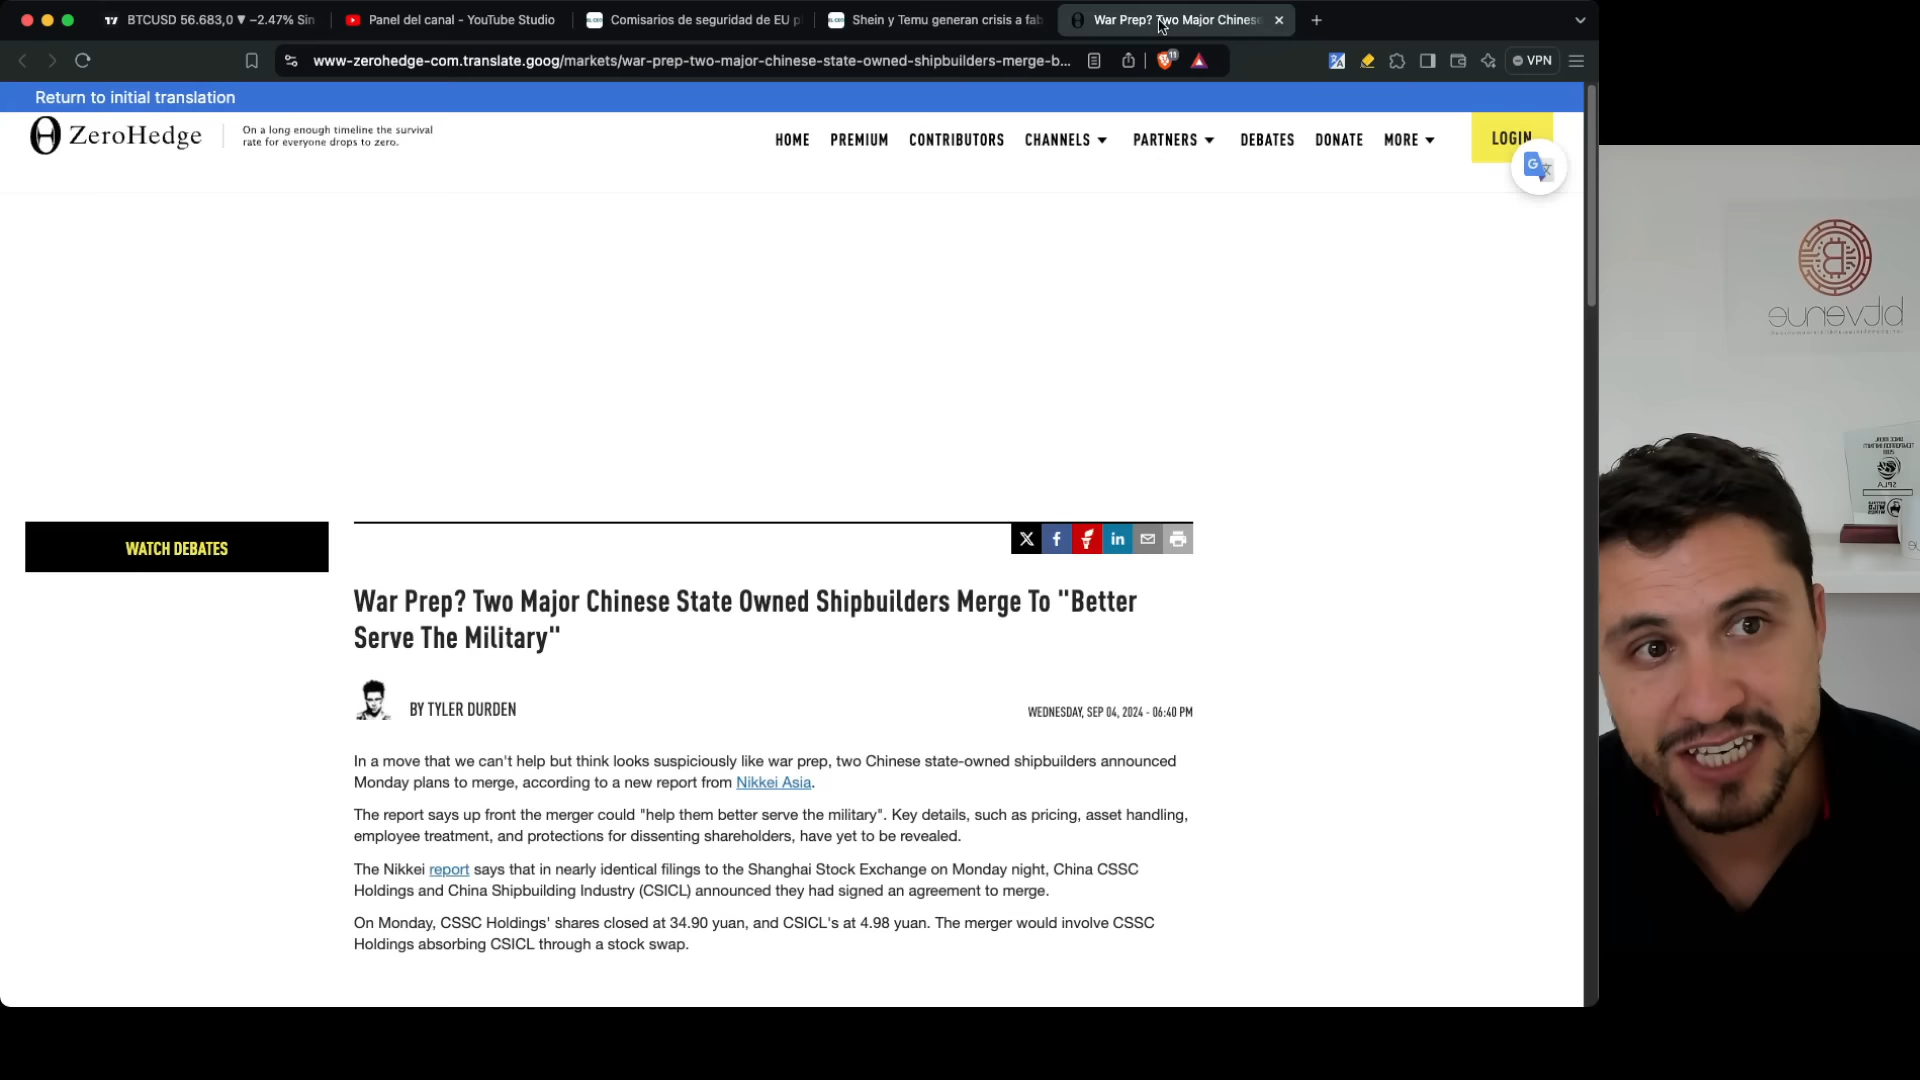 BTCUSD 56.683,0 ▼ −2.47% Sin
Panel del canal - YouTube Studio
Comisarios de seguridad de EU p
Shein y Temu generan crisis a fab
War Prep? Two Major Chinese
www-zerohedge-com.translate.goog/markets/war-prep-two-major-chinese-state-owned-shipbuilders-merge-b...
11
VPN
Return to initial translation
ZeroHedge
On a long enough timeline the survival
rate for everyone drops to zero.
HOME PREMIUM CONTRIBUTORS CHANNELS PARTNERS DEBATES DONATE MORE
LOGIN
bitvenue
WATCH DEBATES
War Prep? Two Major Chinese State Owned Shipbuilders Merge To "Better
Serve The Military"
BY TYLER DURDEN
WEDNESDAY, SEP 04, 2024 - 06:40 PM
In a move that we can't help but think looks suspiciously like war prep, two Chinese state-owned shipbuilders announced
Monday plans to merge, according to a new report from Nikkei Asia.
The report says up front the merger could "help them better serve the military". Key details, such as pricing, asset handling,
employee treatment, and protections for dissenting shareholders, have yet to be revealed.
The Nikkei report says that in nearly identical filings to the Shanghai Stock Exchange on Monday night, China CSSC
Holdings and China Shipbuilding Industry (CSICL) announced they had signed an agreement to merge.
On Monday, CSSC Holdings' shares closed at 34.90 yuan, and CSICL's at 4.98 yuan. The merger would involve CSSC
Holdings absorbing CSICL through a stock swap.